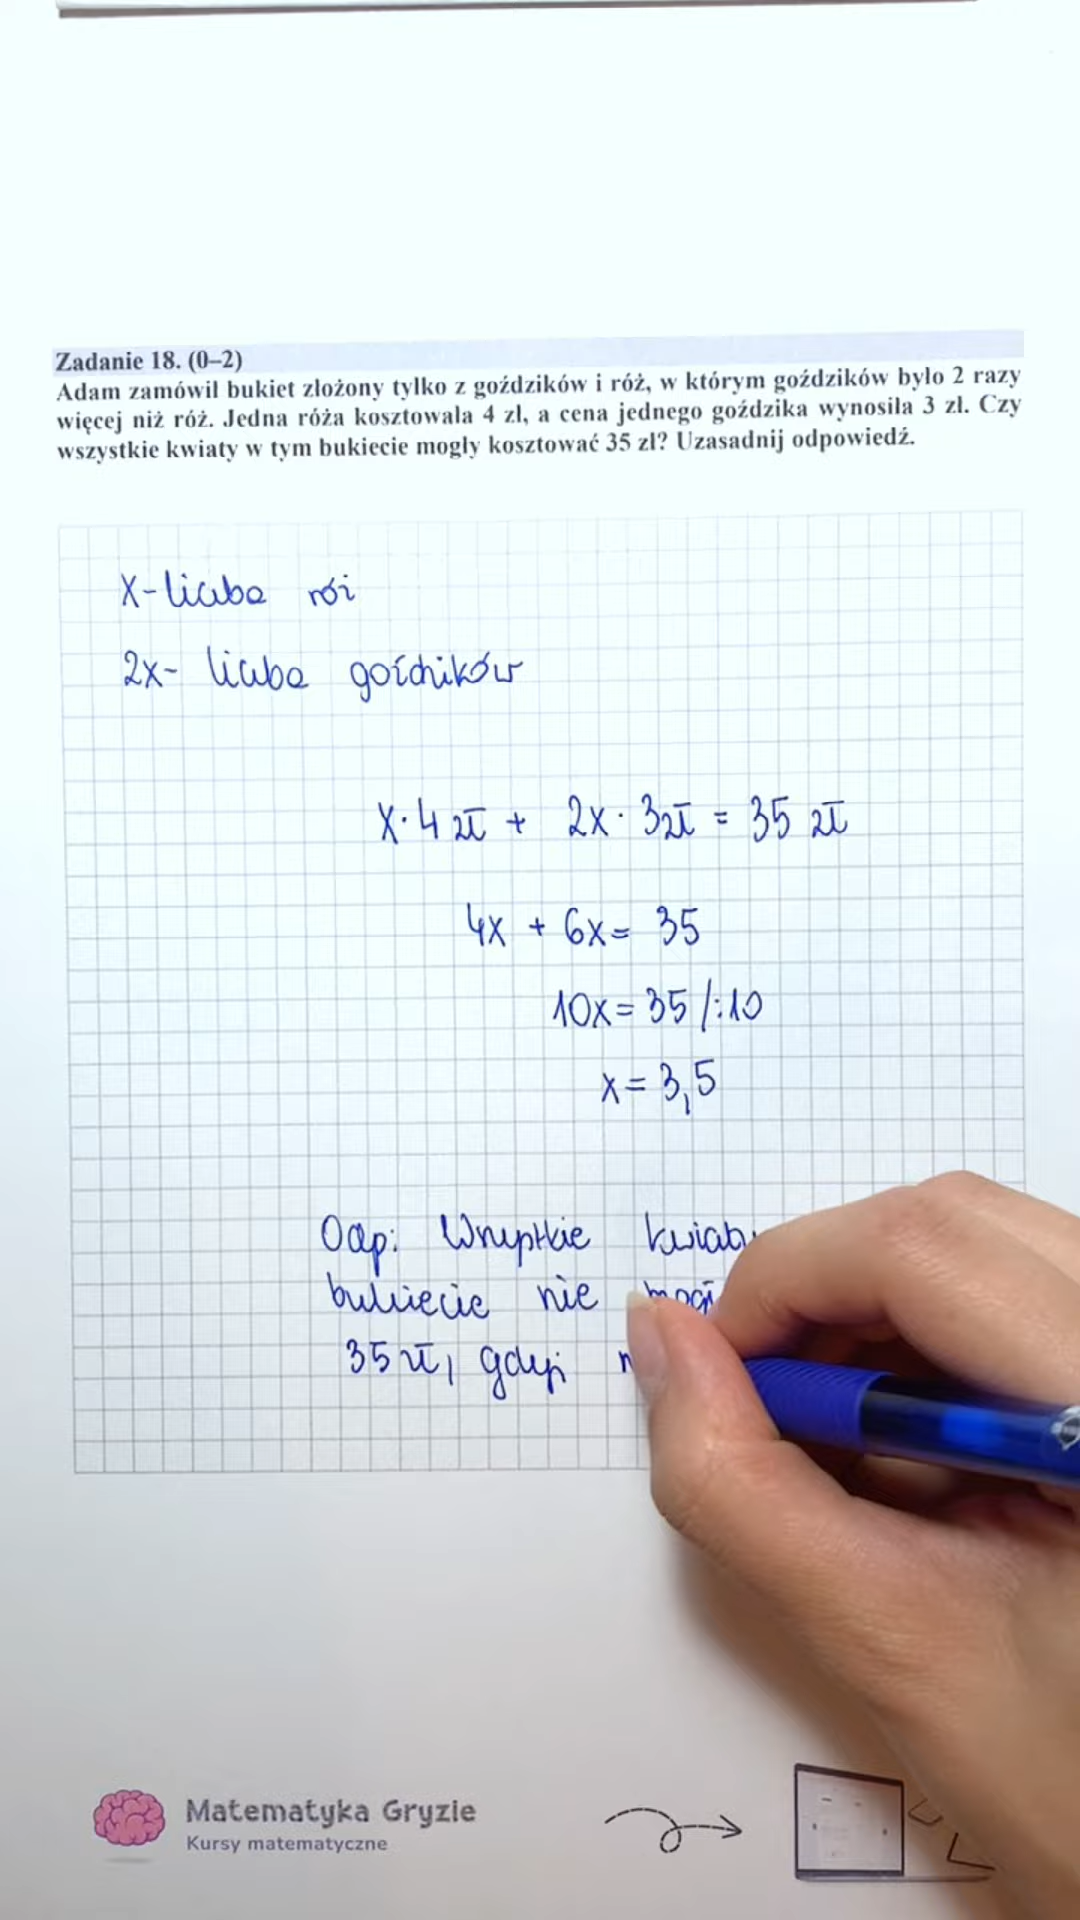 Zadanie 18. (0–2)
Adam zamówił bukiet złożony tylko z goździków i róż, w którym goździków było 2 razy
więcej niż róż. Jedna róża kosztowała 4 zł, a cena jednego goździka wynosiła 3 zł. Czy
wszystkie kwiaty w tym bukiecie mogły kosztować 35 zł? Uzasadnij odpowiedź.
x - liczba róż
2x - liczba goździków
x · 4 zł + 2x · 3 zł = 35 zł
4x + 6x = 35
10x = 35 /:10
x = 3,5
Odp: Wszystkie kwiaty
bukiecie nie mogł
35 zł, gdyż
Matematyka Gryzie
Kursy matematyczne